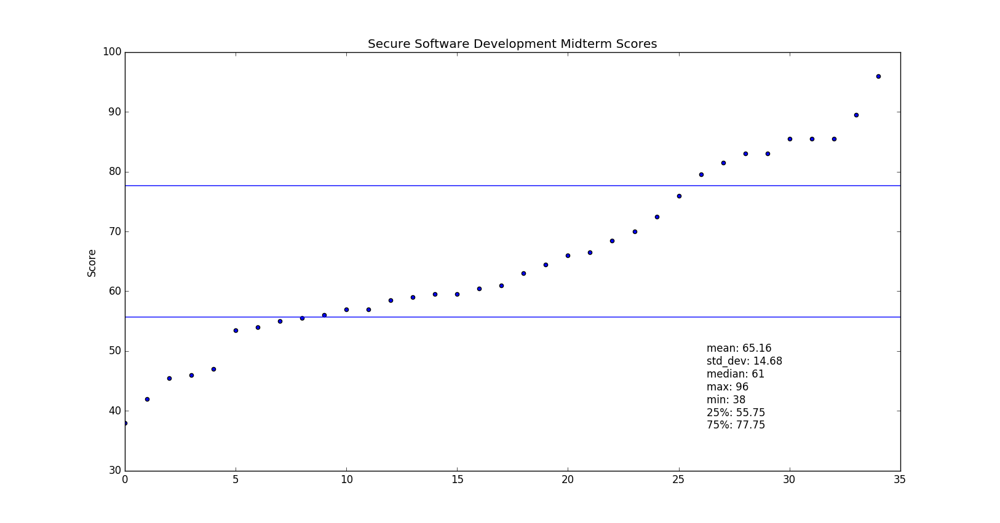 Secure Software Development Midterm Scores
100
90
80
70
60
50
40
30
Score
mean: 65.16
std_dev: 14.68
median: 61
max: 96
min: 38
25%: 55.75
75%: 77.75
0 5 10 15 20 25 30 35